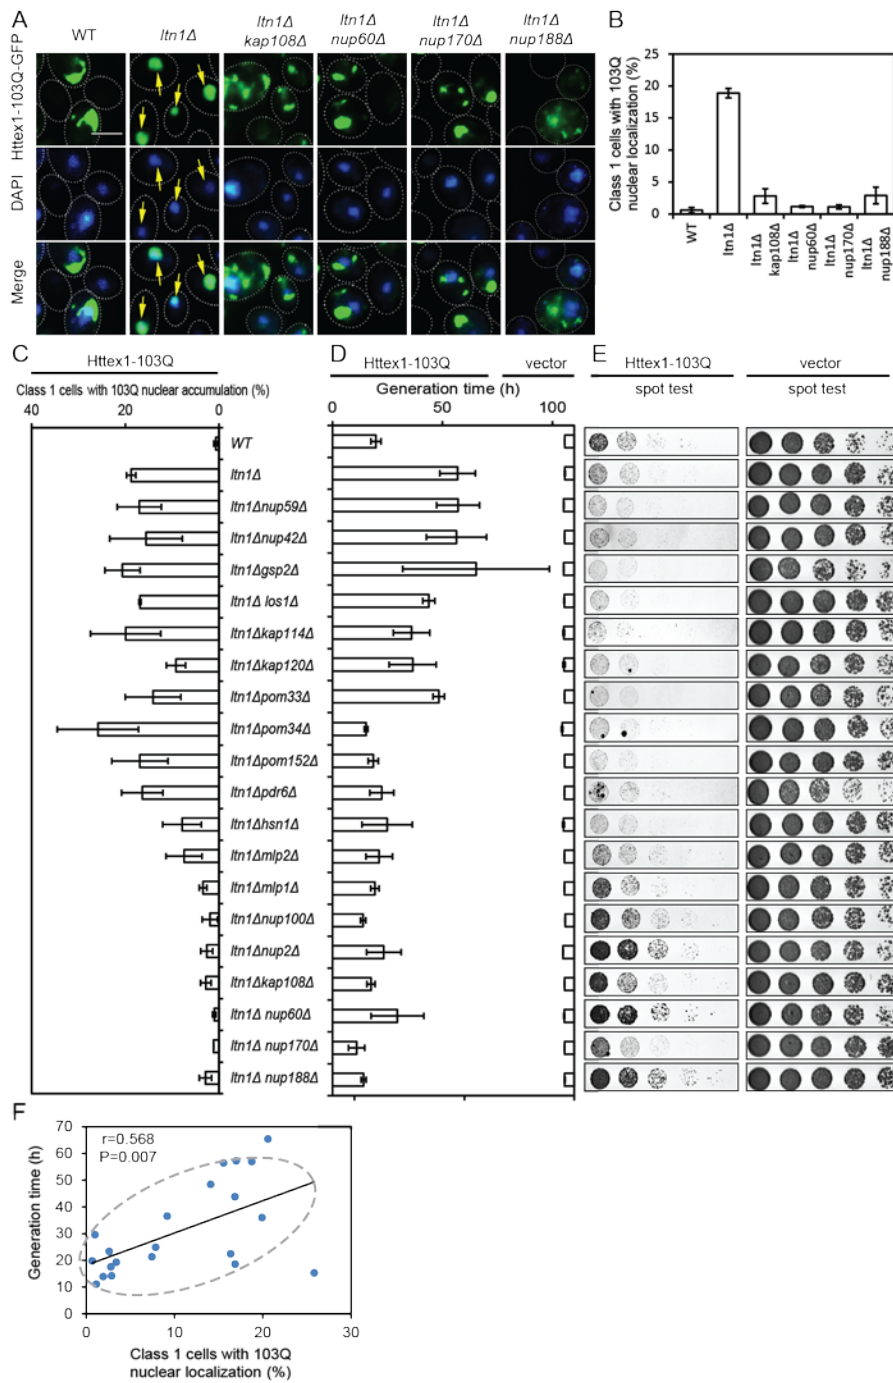 A
WT
ltn1Δ
ltn1Δ kap108Δ
ltn1Δ nup60Δ
ltn1Δ nup170Δ
ltn1Δ nup188Δ
Httex1-103Q-GFP
DAPI
Merge
B
Class 1 cells with 103Q
nuclear localization (%)
25
20
15
10
5
0
WT
ltn1Δ
ltn1Δ kap108Δ
ltn1Δ nup60Δ
ltn1Δ nup170Δ
ltn1Δ nup188Δ
C
Httex1-103Q
Class 1 cells with 103Q nuclear accumulation (%)
40 20 0
D
Httex1-103Q vector
Generation time (h)
0 50 100
E
Httex1-103Q vector
spot test spot test
WT
ltn1Δ
ltn1Δnup59Δ
ltn1Δnup42Δ
ltn1Δgsp2Δ
ltn1Δ los1Δ
ltn1Δkap114Δ
ltn1Δkap120Δ
ltn1Δpom33Δ
ltn1Δpom34Δ
ltn1Δpom152Δ
ltn1Δpdr6Δ
ltn1Δhsn1Δ
ltn1Δmlp2Δ
ltn1Δmlp1Δ
ltn1Δnup100Δ
ltn1Δnup2Δ
ltn1Δkap108Δ
ltn1Δ nup60Δ
ltn1Δ nup170Δ
ltn1Δ nup188Δ
F
r=0.568
P=0.007
Generation time (h)
70
60
50
40
30
20
10
0
0 10 20 30
Class 1 cells with 103Q
nuclear localization (%)